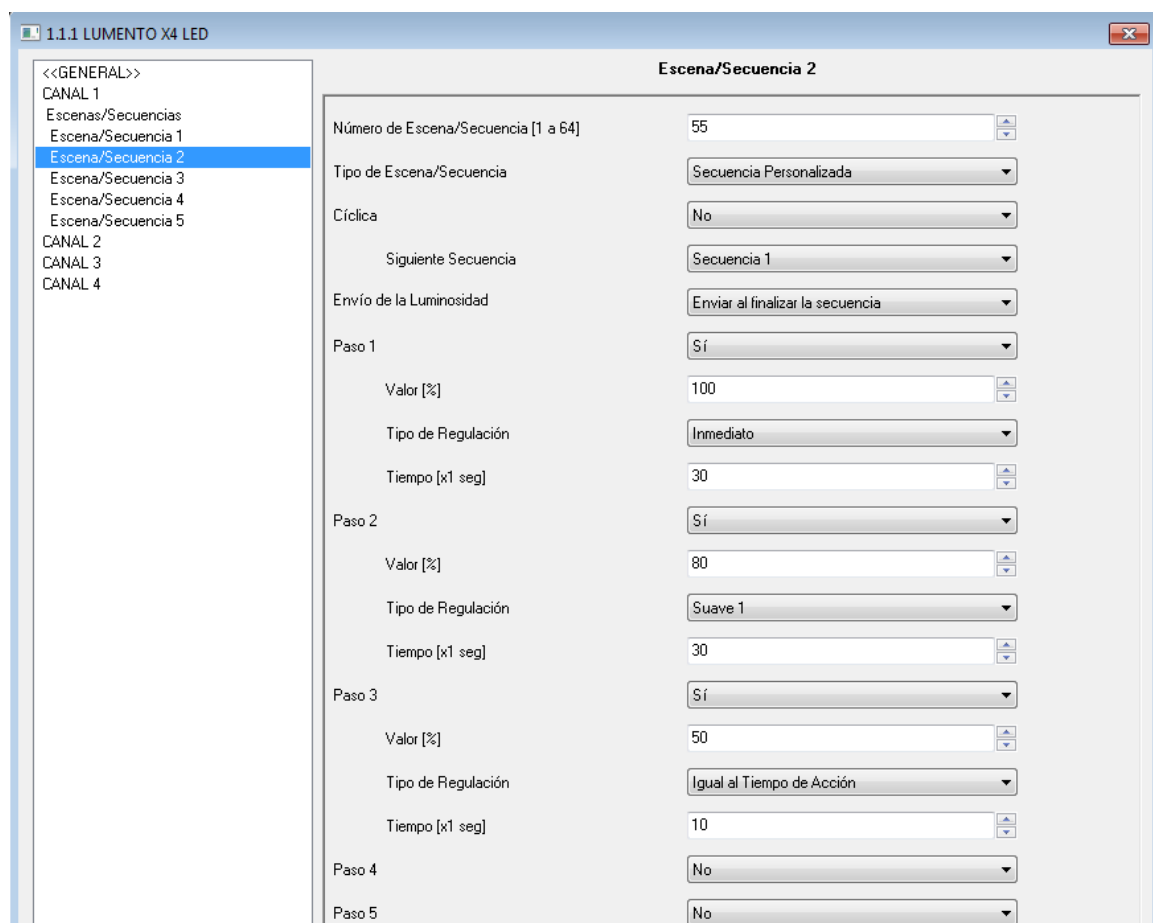 1.1.1 LUMENTO X4 LED
<<GENERAL>>
CANAL 1
Escenas/Secuencias
Escena/Secuencia 1
Escena/Secuencia 2
Escena/Secuencia 3
Escena/Secuencia 4
Escena/Secuencia 5
CANAL 2
CANAL 3
CANAL 4
Escena/Secuencia 2
Número de Escena/Secuencia [1 a 64] 55
Tipo de Escena/Secuencia Secuencia Personalizada
Cíclica No
Siguiente Secuencia Secuencia 1
Envío de la Luminosidad Enviar al finalizar la secuencia
Paso 1 Sí
Valor [%] 100
Tipo de Regulación Inmediato
Tiempo [x1 seg] 30
Paso 2 Sí
Valor [%] 80
Tipo de Regulación Suave 1
Tiempo [x1 seg] 30
Paso 3 Sí
Valor [%] 50
Tipo de Regulación Igual al Tiempo de Acción
Tiempo [x1 seg] 10
Paso 4 No
Paso 5 No